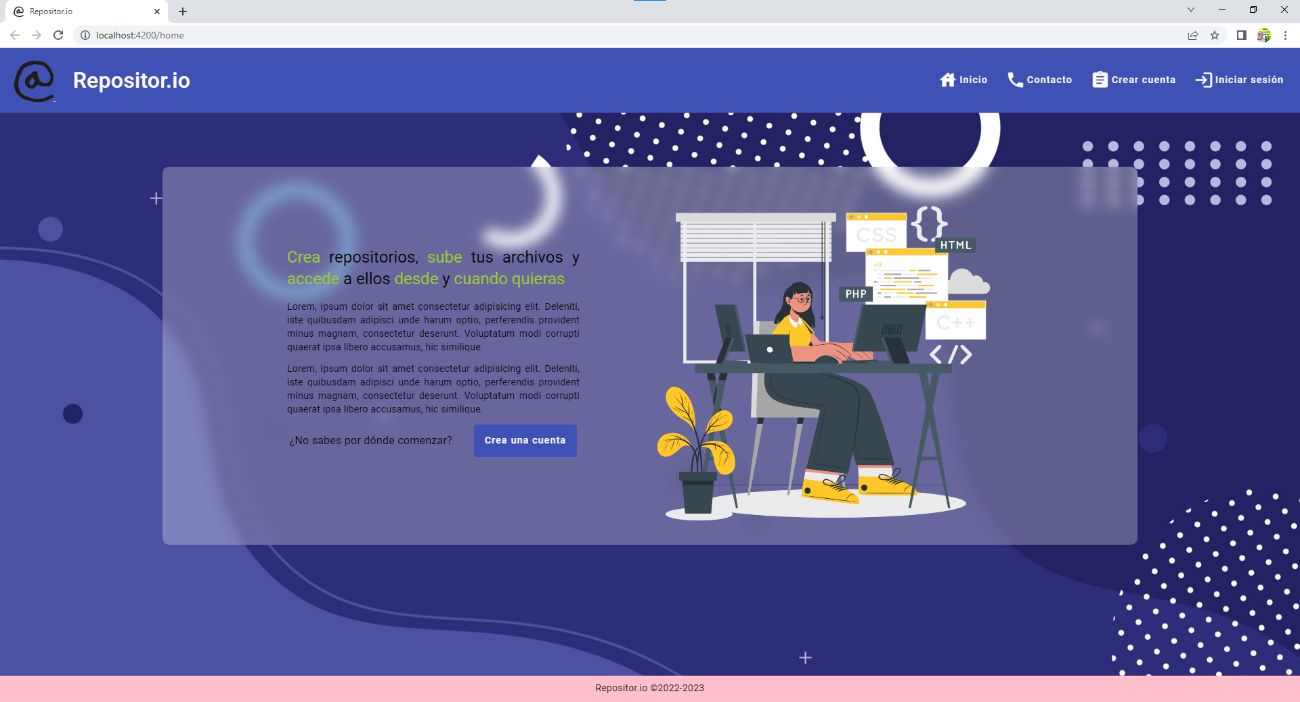 Repositor.io
localhost:4200/home
Repositor.io
Inicio
Contacto
Crear cuenta
Iniciar sesión
Crea repositorios, sube tus archivos y
accede a ellos desde y cuando quieras
Lorem, ipsum dolor sit amet consectetur adipisicing elit. Deleniti,
iste quibusdam adipisci unde harum optio, perferendis provident
minus magnam, consectetur deserunt. Voluptatum modi corrupti
quaerat ipsa libero accusamus, hic similique.
Lorem, ipsum dolor sit amet consectetur adipisicing elit. Deleniti,
iste quibusdam adipisci unde harum optio, perferendis provident
minus magnam, consectetur deserunt. Voluptatum modi corrupti
quaerat ipsa libero accusamus, hic similique.
¿No sabes por dónde comenzar?
Crea una cuenta
CSS
{}
HTML
</>
PHP
C++
</>
Repositor.io ©2022-2023